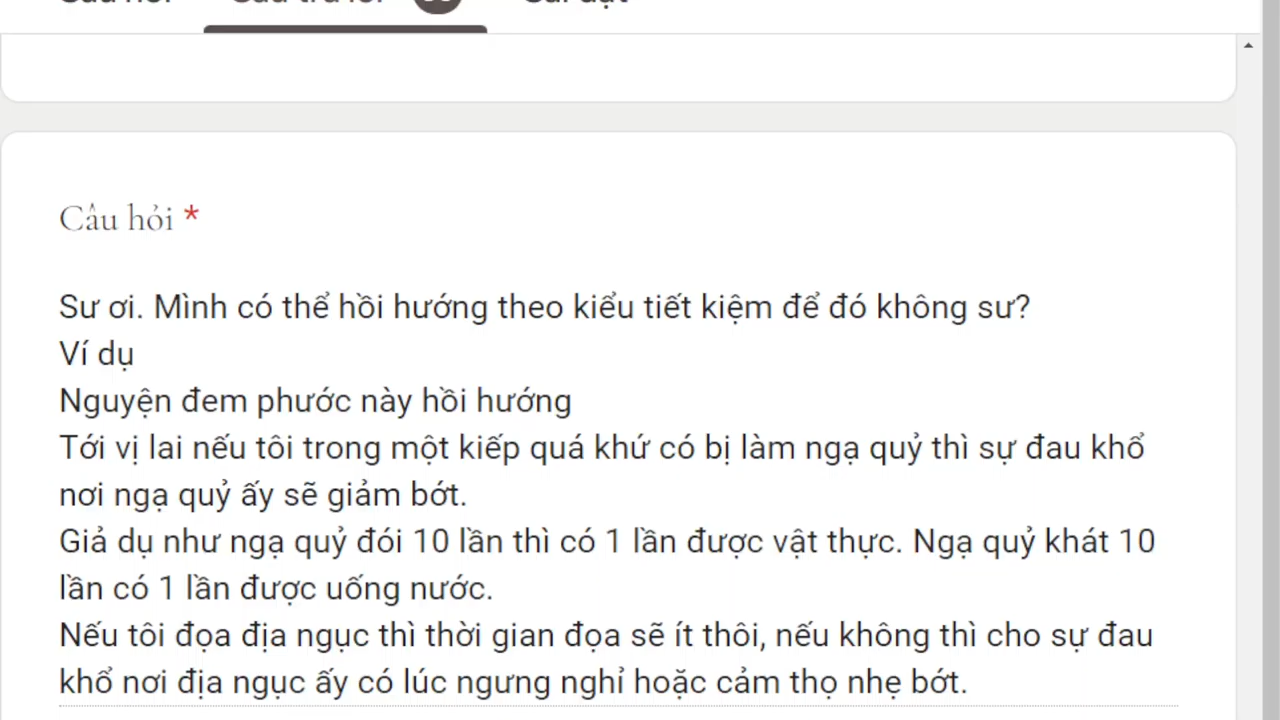 Câu hỏi *
Sư ơi. Mình có thể hồi hướng theo kiểu tiết kiệm để đó không sư?
Ví dụ
Nguyện đem phước này hồi hướng
Tới vị lai nếu tôi trong một kiếp quá khứ có bị làm ngạ quỷ thì sự đau khổ
nơi ngạ quỷ ấy sẽ giảm bớt.
Giả dụ như ngạ quỷ đói 10 lần thì có 1 lần được vật thực. Ngạ quỷ khát 10
lần có 1 lần được uống nước.
Nếu tôi đọa địa ngục thì thời gian đọa sẽ ít thôi, nếu không thì cho sự đau
khổ nơi địa ngục ấy có lúc ngưng nghỉ hoặc cảm thọ nhẹ bớt.